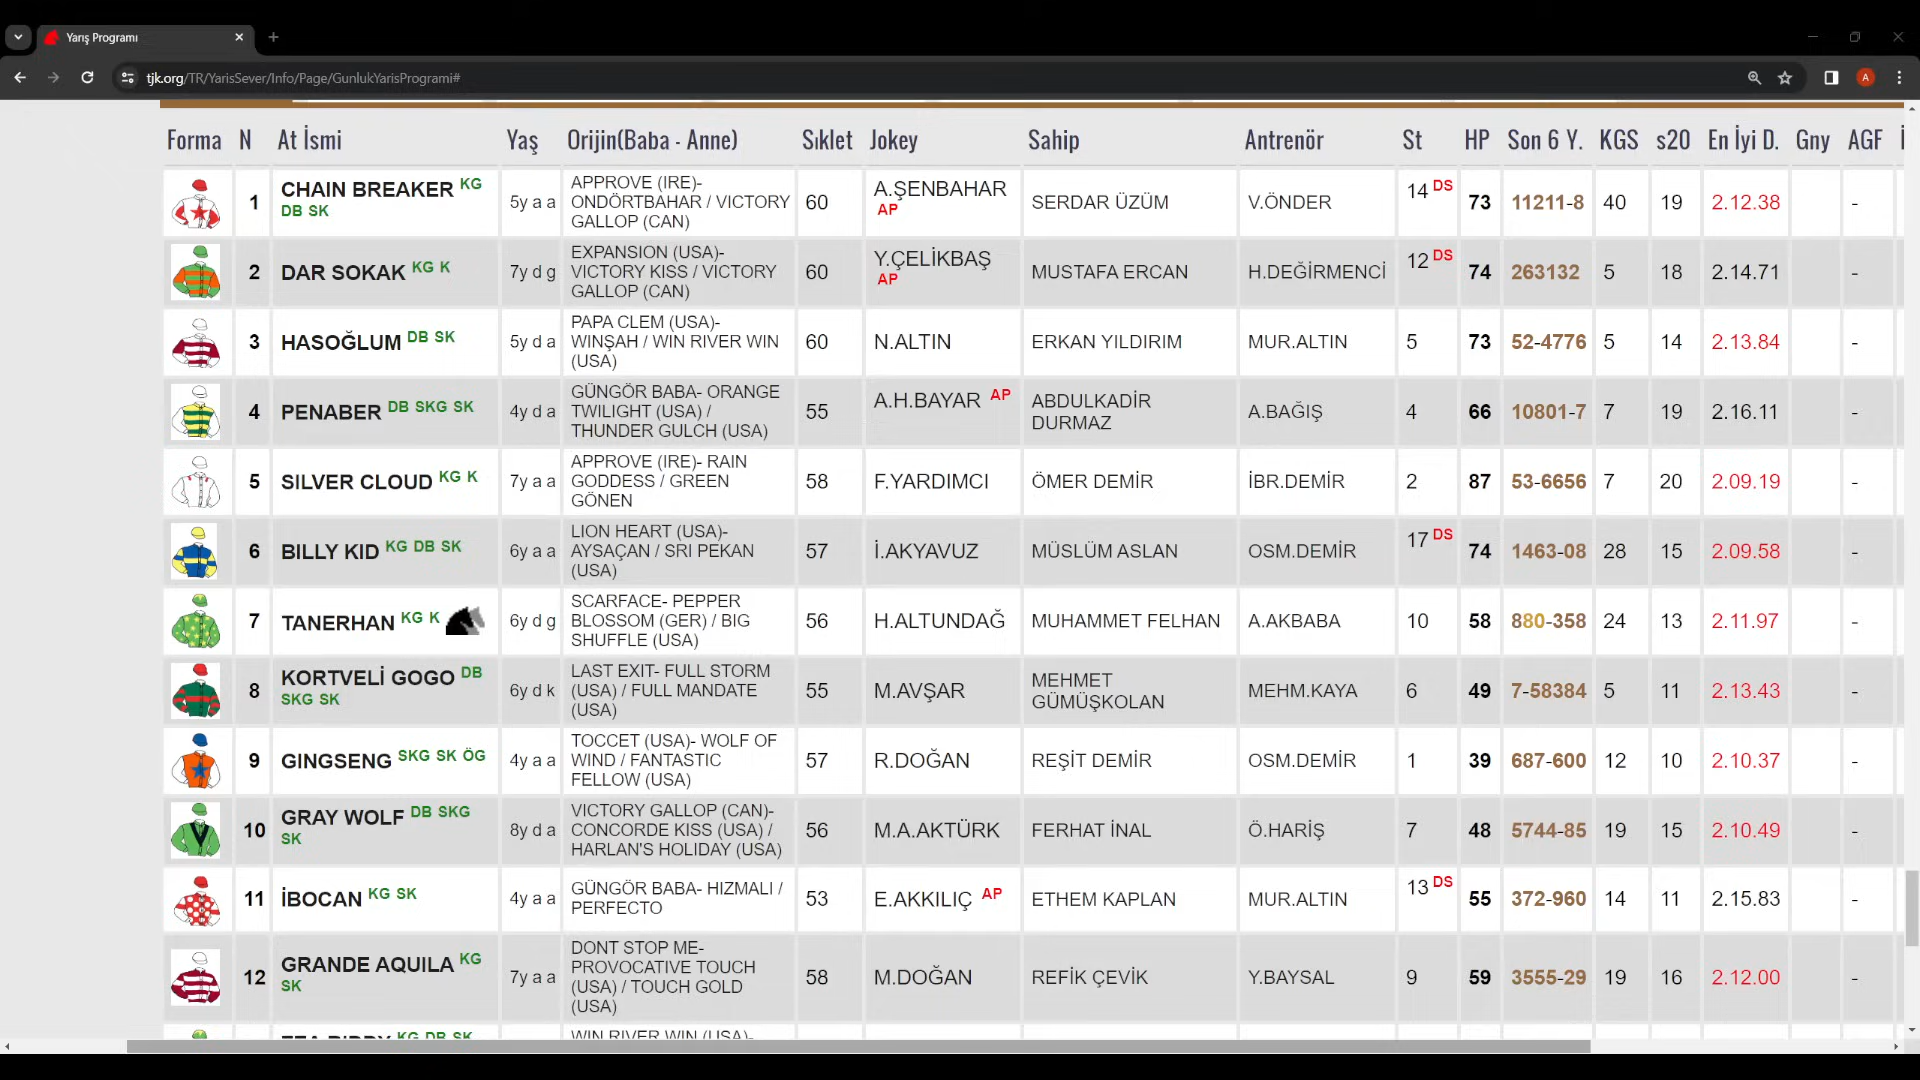 Yarış Programı
tjk.org/TR/YarisSever/Info/Page/GunlukYarisProgrami#
A
Forma N At İsmi Yaş Orijin(Baba - Anne) Sıklet Jokey Sahip Antrenör St HP Son 6 Y. KGS s20 En İyi D. Gny AGF
1 CHAIN BREAKER KG DB SK 5y a a APPROVE (IRE)- ONDÖRTBAHAR / VICTORY GALLOP (CAN) 60 A.ŞENBAHAR AP SERDAR ÜZÜM V.ÖNDER 14 DS 73 11211-8 40 19 2.12.38 -
2 DAR SOKAK KG K 7y d g EXPANSION (USA)- VICTORY KISS / VICTORY GALLOP (CAN) 60 Y.ÇELİKBAŞ AP MUSTAFA ERCAN H.DEĞİRMENCİ 12 DS 74 263132 5 18 2.14.71 -
3 HASOĞLUM DB SK 5y d a PAPA CLEM (USA)- WINŞAH / WIN RIVER WIN (USA) 60 N.ALTIN ERKAN YILDIRIM MUR.ALTIN 5 73 52-4776 5 14 2.13.84 -
4 PENABER DB SKG SK 4y d a GÜNGÖR BABA- ORANGE TWILIGHT (USA) / THUNDER GULCH (USA) 55 A.H.BAYAR AP ABDULKADİR DURMAZ A.BAĞIŞ 4 66 10801-7 7 19 2.16.11 -
5 SILVER CLOUD KG K 7y a a APPROVE (IRE)- RAIN GODDESS / GREEN GÖNEN 58 F.YARDIMCI ÖMER DEMİR İBR.DEMİR 2 87 53-6656 7 20 2.09.19 -
6 BILLY KID KG DB SK 6y a a LION HEART (USA)- AYSAÇAN / SRI PEKAN (USA) 57 İ.AKYAVUZ MÜSLÜM ASLAN OSM.DEMİR 17 DS 74 1463-08 28 15 2.09.58 -
7 TANERHAN KG K 6y d g SCARFACE- PEPPER BLOSSOM (GER) / BIG SHUFFLE (USA) 56 H.ALTUNDAĞ MUHAMMET FELHAN A.AKBABA 10 58 880-358 24 13 2.11.97 -
8 KORTVELİ GOGO DB SKG SK 6y d k LAST EXIT- FULL STORM (USA) / FULL MANDATE (USA) 55 M.AVŞAR MEHMET GÜMÜŞKOLAN MEHM.KAYA 6 49 7-58384 5 11 2.13.43 -
9 GINGSENG SKG SK ÖG 4y a a TOCCET (USA)- WOLF OF WIND / FANTASTIC FELLOW (USA) 57 R.DOĞAN REŞİT DEMİR OSM.DEMİR 1 39 687-600 12 10 2.10.37 -
10 GRAY WOLF DB SKG SK 8y d a VICTORY GALLOP (CAN)- CONCORDE KISS (USA) / HARLAN'S HOLIDAY (USA) 56 M.A.AKTÜRK FERHAT İNAL Ö.HARİŞ 7 48 5744-85 19 15 2.10.49 -
11 İBOCAN KG SK 4y a a GÜNGÖR BABA- HIZMALI / PERFECTO 53 E.AKKILIÇ AP ETHEM KAPLAN MUR.ALTIN 13 DS 55 372-960 14 11 2.15.83 -
12 GRANDE AQUILA KG SK 7y a a DONT STOP ME- PROVOCATIVE TOUCH (USA) / TOUCH GOLD (USA) 58 M.DOĞAN REFİK ÇEVİK Y.BAYSAL 9 59 3555-29 19 16 2.12.00 -
KG DB SK WIN RIVER WIN (USA)-